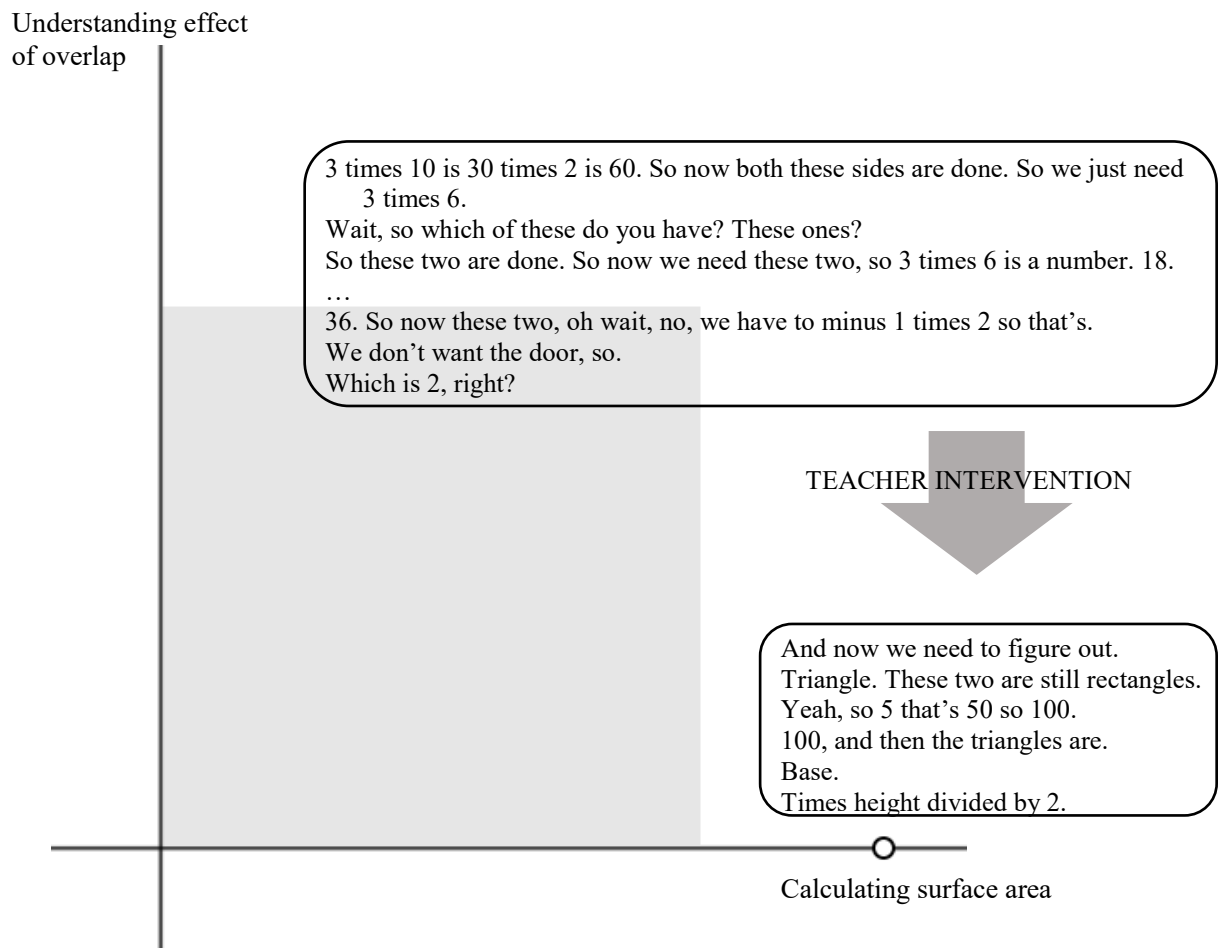 Understanding effect
of overlap
3 times 10 is 30 times 2 is 60. So now both these sides are done. So we just need
3 times 6.
Wait, so which of these do you have? These ones?
So these two are done. So now we need these two, so 3 times 6 is a number. 18.
…
36. So now these two, oh wait, no, we have to minus 1 times 2 so that’s.
We don’t want the door, so.
Which is 2, right?
TEACHER INTERVENTION
And now we need to figure out.
Triangle. These two are still rectangles.
Yeah, so 5 that’s 50 so 100.
100, and then the triangles are.
Base.
Times height divided by 2.
Calculating surface area